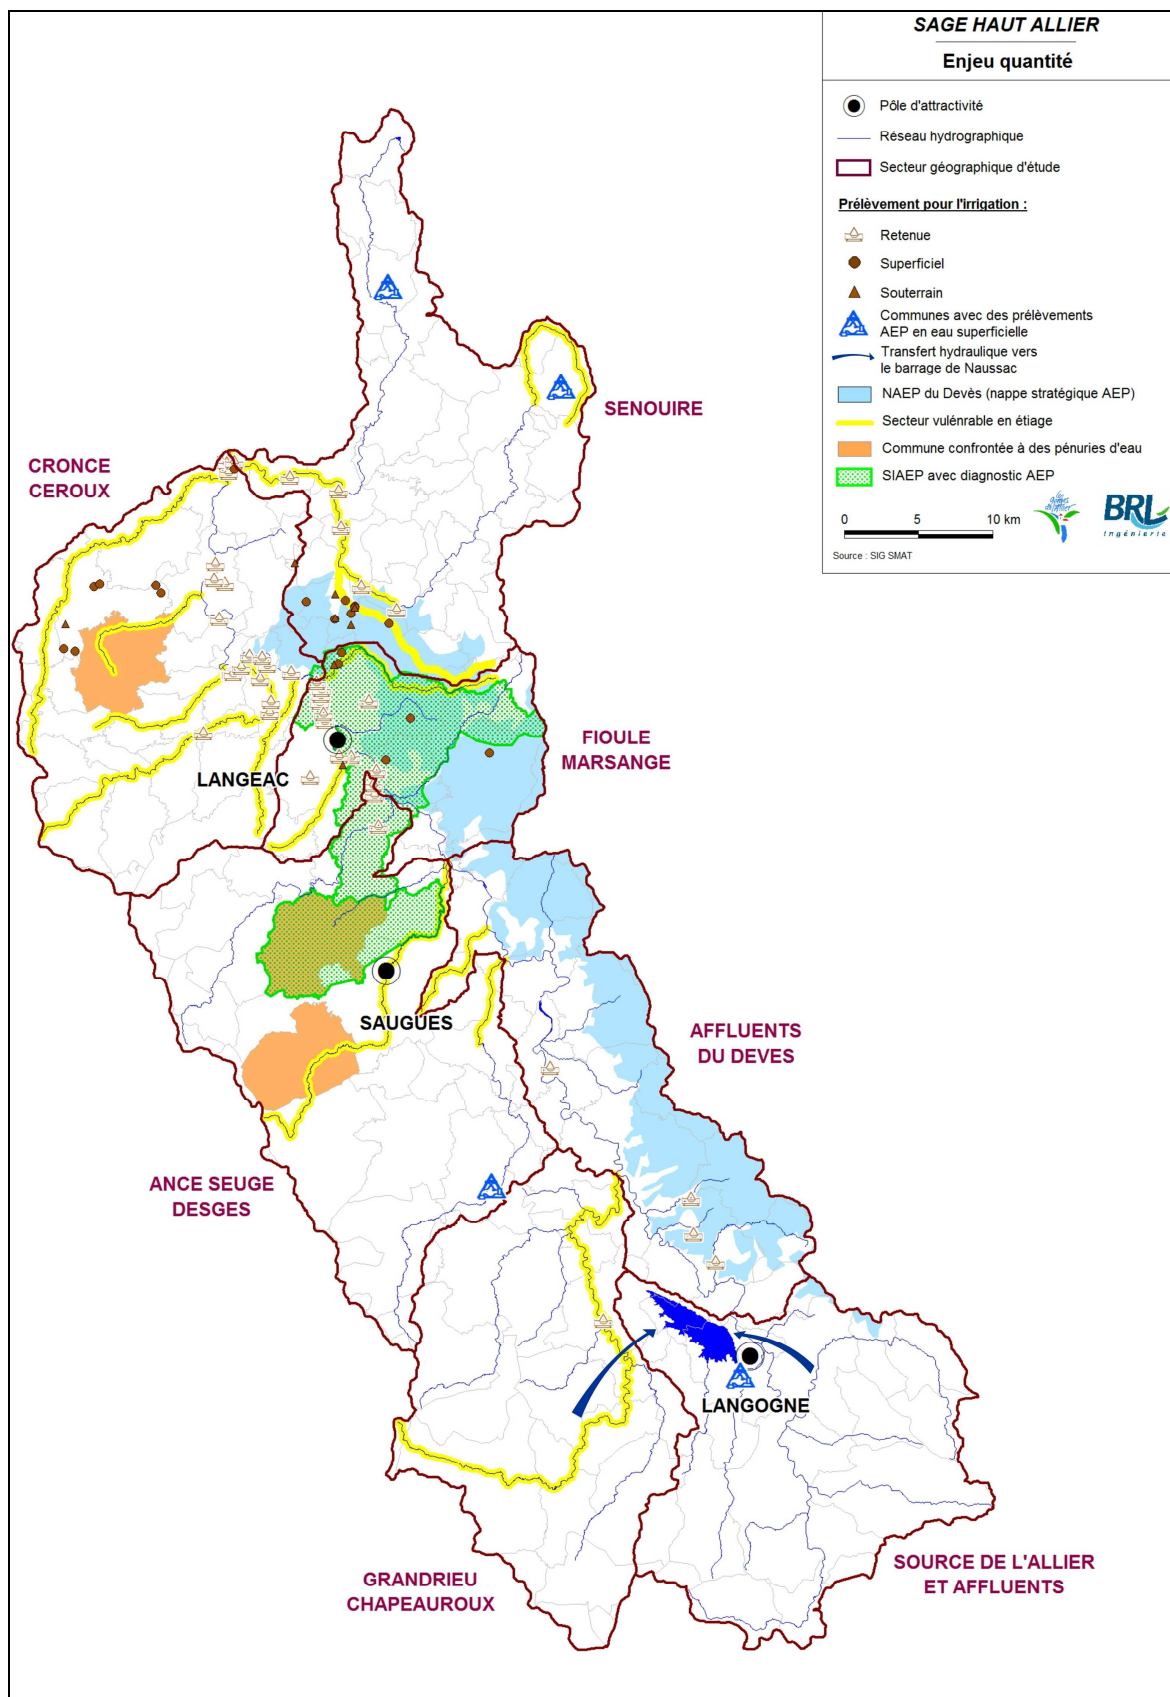 SAGE HAUT ALLIER
Enjeu quantité
Pôle d'attractivité
Réseau hydrographique
Secteur géographique d'étude
Prélèvement pour l'irrigation :
Retenue
Superficiel
Souterrain
Communes avec des prélèvements
AEP en eau superficielle
Transfert hydraulique vers
le barrage de Naussac
NAEP du Devès (nappe stratégique AEP)
Secteur vulénrable en étiage
Commune confrontée à des pénuries d'eau
SIAEP avec diagnostic AEP
0 5 10 km
BRL
Ingénierie
Source : SIG SMAT
SENOUIRE
CRONCE
CEROUX
FIOULE
MARSANGE
LANGEAC
SAUGUES
AFFLUENTS
DU DEVES
ANCE SEUGE
DESGES
LANGOGNE
GRANDRIEU
CHAPEAUROUX
SOURCE DE L'ALLIER
ET AFFLUENTS